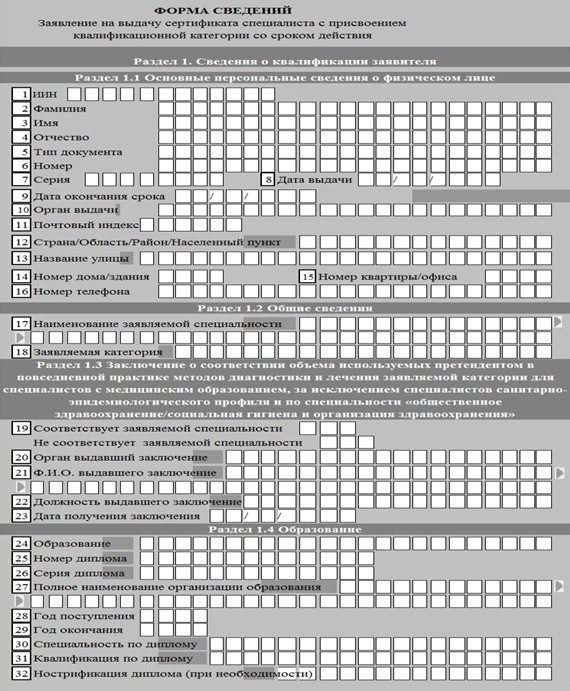 ФОРМА СВЕДЕНИЙ
Заявление на выдачу сертификата специалиста с присвоением
квалификационной категории со сроком действия
Раздел 1. Сведения о квалификации заявителя
Раздел 1.1 Основные персональные сведения о физическом лице
1 ИИН
2 Фамилия
3 Имя
4 Отчество
5 Тип документа
6 Номер
7 Серия 8 Дата выдачи / /
9 Дата окончания срока / /
10 Орган выдачи
11 Почтовый индекс
12 Страна/Область/Район/Населенный пункт
13 Название улицы
14 Номер дома/здания 15 Номер квартиры/офиса
16 Номер телефона
Раздел 1.2 Общие сведения
17 Наименование заявляемой специальности
18 Заявляемая категория
Раздел 1.3 Заключение о соответствии объема используемых претендентом в
повседневной практике методов диагностики и лечения заявляемой категории для
специалистов с медицинским образованием, за исключением специалистов санитарно-
эпидемиологического профиля и по специальности «общественное
здравоохранение/социальная гигиена и организация здравоохранения»
19 Соответствует заявляемой специальности
Не соответствует заявляемой специальности
20 Орган выдавший заключение
21 Ф.И.О. выдавшего заключение
22 Должность выдавшего заключение
23 Дата получения заключения / /
Раздел 1.4 Образование
24 Образование
25 Номер диплома
26 Серия диплома
27 Полное наименование организации образования
28 Год поступления
29 Год окончания
30 Специальность по диплому
31 Квалификация по диплому
32 Нострификация диплома (при необходимости)